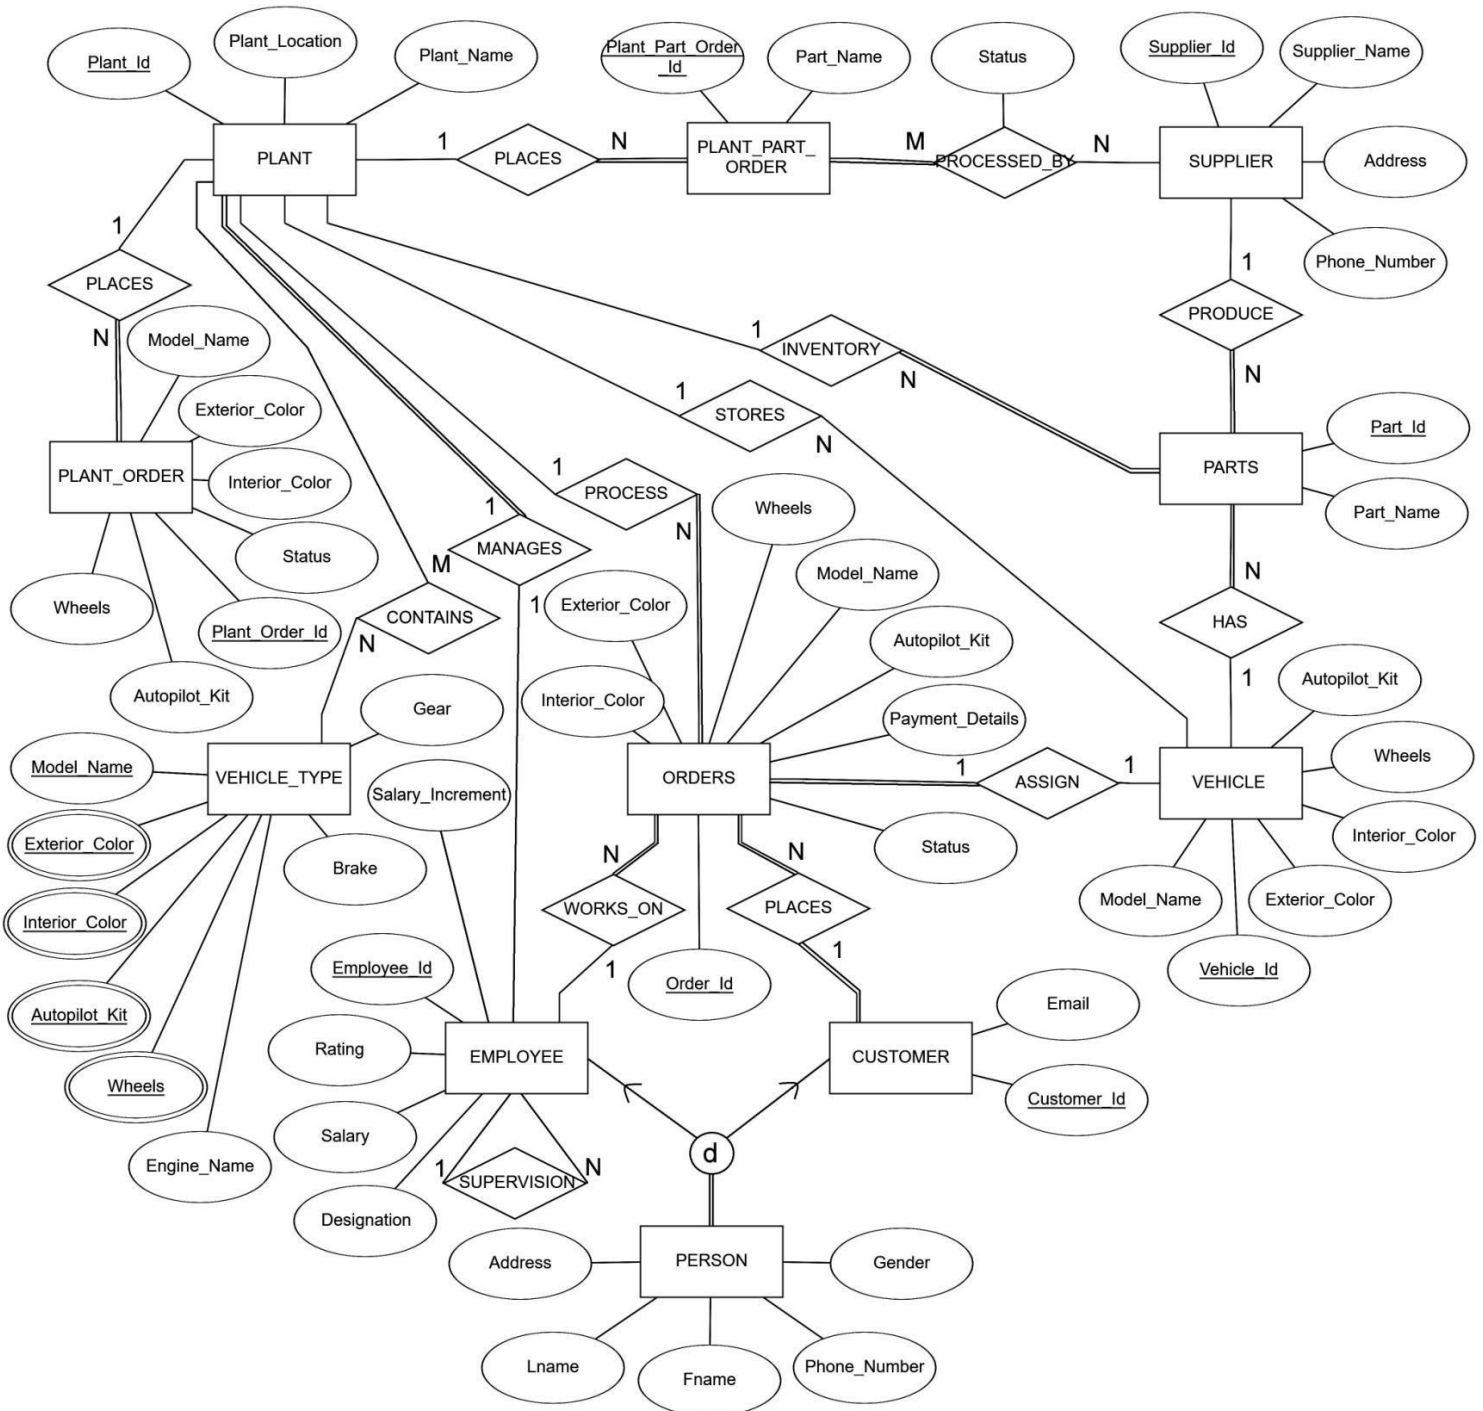 Plant_Id
Plant_Location
Plant_Name
Plant_Part_Order
_Id
Part_Name
Status
Supplier_Id
Supplier_Name
PLANT
1
PLACES
N
PLANT_PART_
ORDER
M
PROCESSED_BY
N
SUPPLIER
Address
Phone_Number
1
PLACES
N
1
PRODUCE
N
Model_Name
Exterior_Color
PLANT_ORDER
Interior_Color
Status
Wheels
Plant_Order_Id
Autopilot_Kit
1
INVENTORY
N
1
STORES
N
1
PROCESS
N
1
MANAGES
1
M
CONTAINS
N
Part_Id
PARTS
Part_Name
N
HAS
1
Wheels
Exterior_Color
Model_Name
Autopilot_Kit
Interior_Color
Payment_Details
ORDERS
1
ASSIGN
1
VEHICLE
Autopilot_Kit
Wheels
Interior_Color
Status
Model_Name
Exterior_Color
Vehicle_Id
Gear
Model_Name
VEHICLE_TYPE
Salary_Increment
Exterior_Color
Brake
Interior_Color
Autopilot_Kit
Wheels
Engine_Name
N
WORKS_ON
1
N
PLACES
1
Order_Id
Employee_Id
Rating
EMPLOYEE
Salary
Designation
1
SUPERVISION
N
CUSTOMER
Email
Customer_Id
d
Address
PERSON
Gender
Lname
Fname
Phone_Number